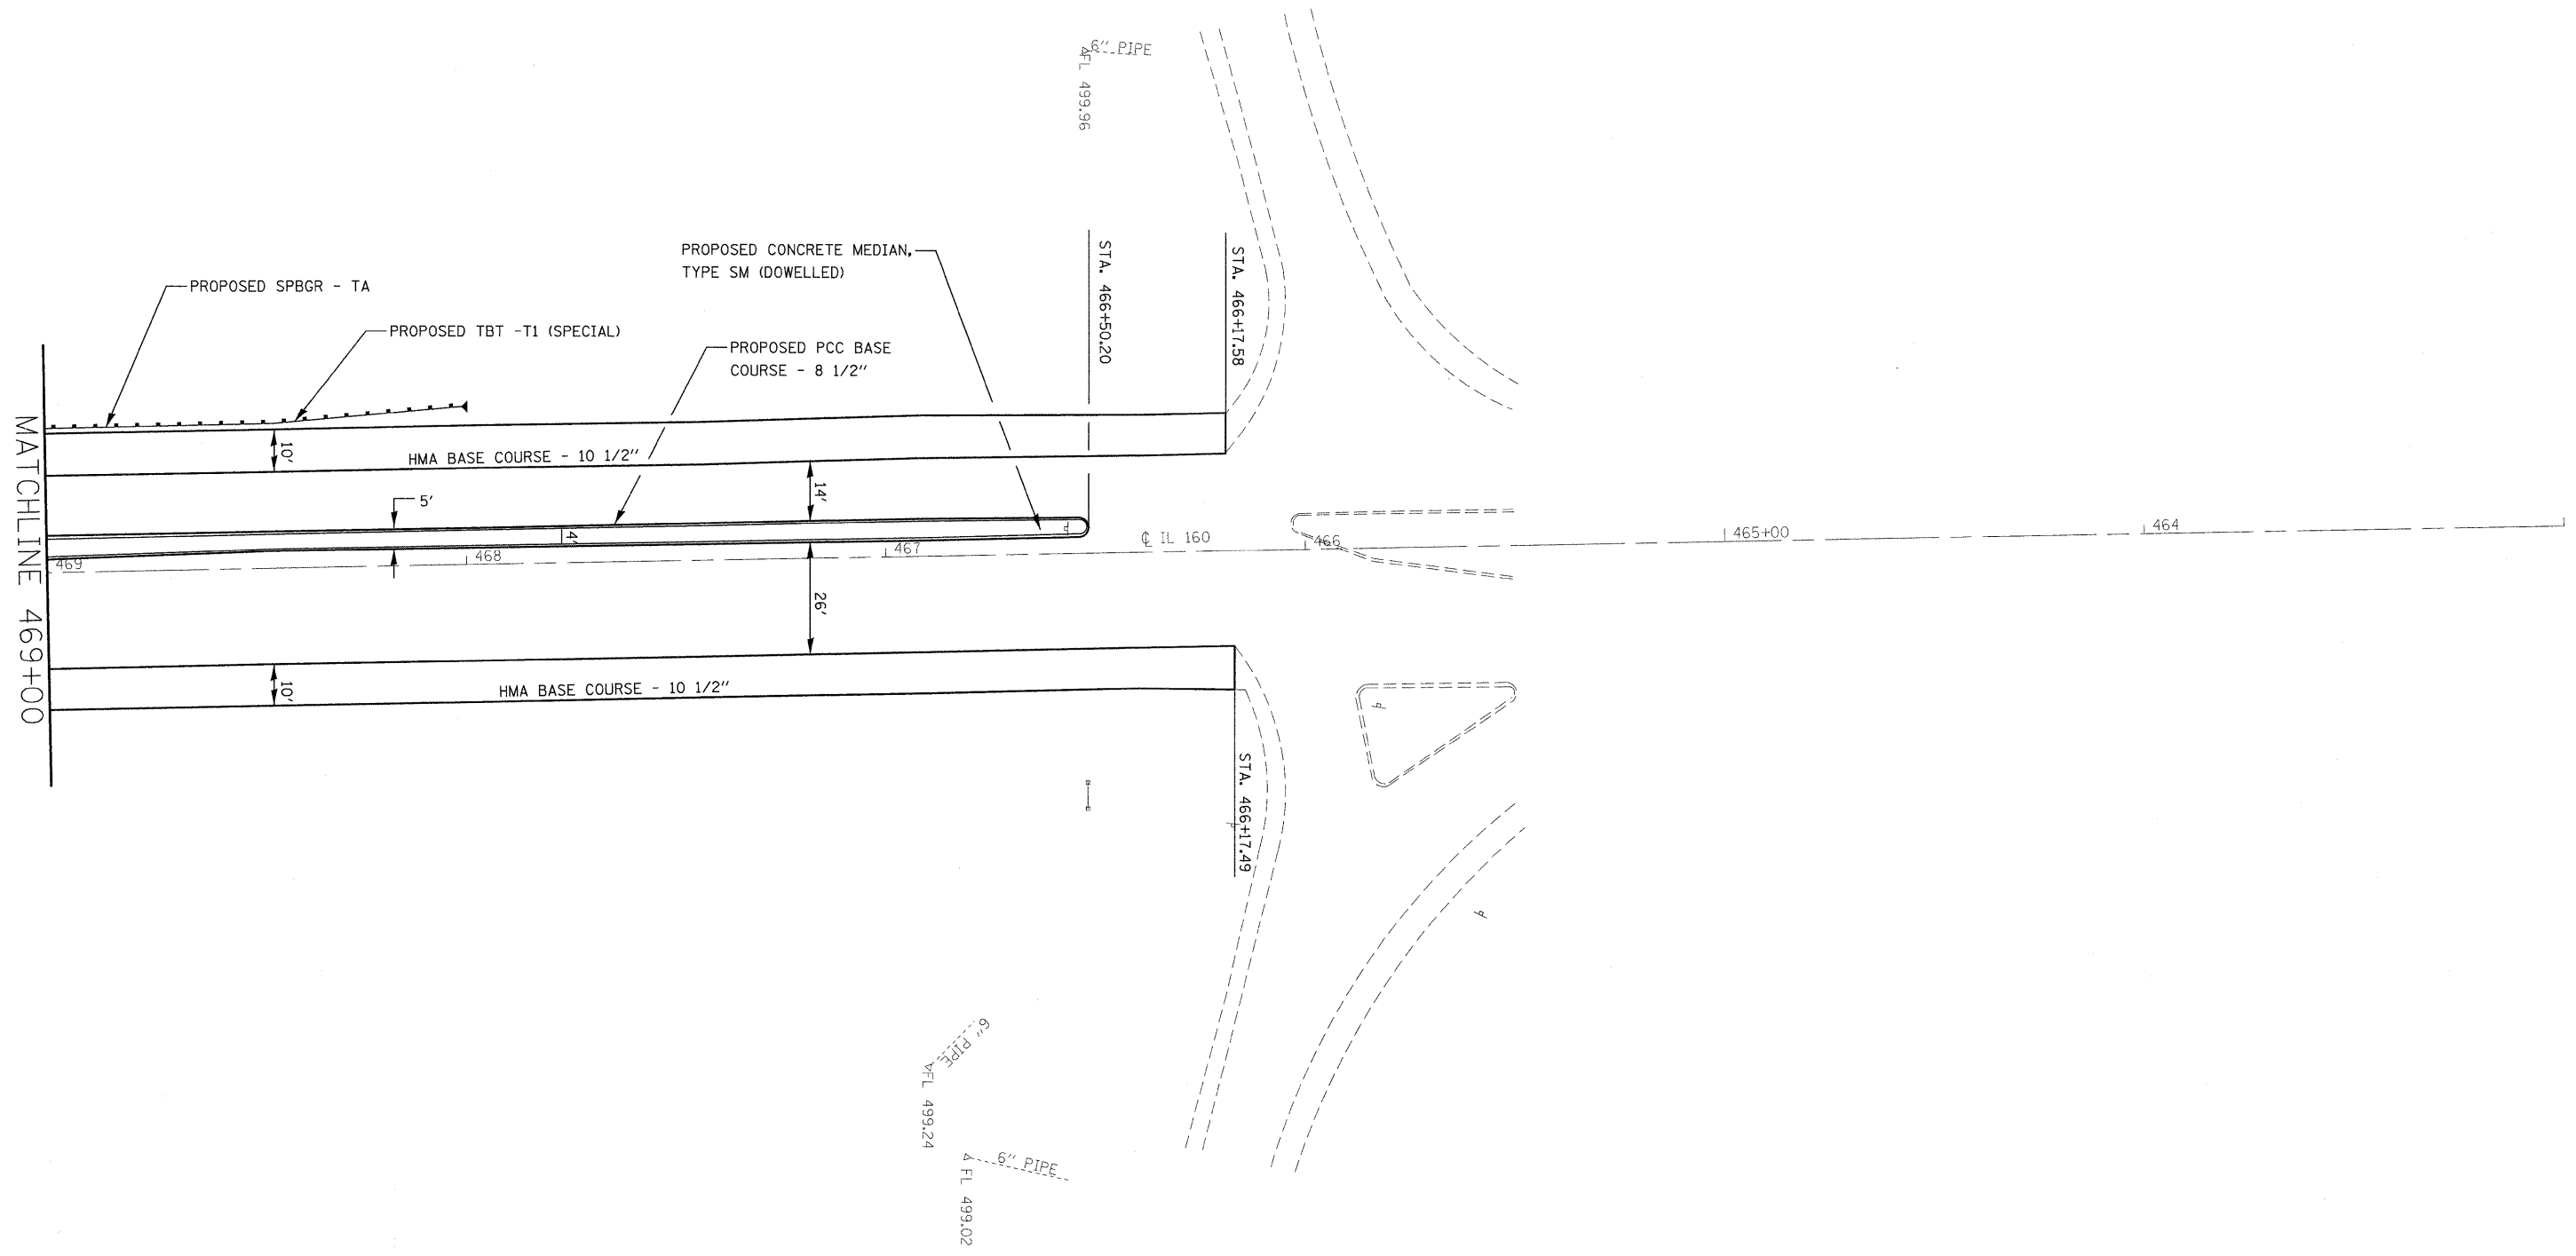 6" PIPE
FL 499.96
STA. 466+50.20
STA. 466+17.58
PROPOSED CONCRETE MEDIAN,
TYPE SM (DOWELLED)
PROPOSED SPBGR - TA
PROPOSED TBT -T1 (SPECIAL)
PROPOSED PCC BASE
COURSE - 8 1/2"
MATCHLINE 469+00
10'
HMA BASE COURSE - 10 1/2"
14'
5'
4'
℄ IL 160
469
468
467
466
465+00
464
26'
10'
HMA BASE COURSE - 10 1/2"
STA. 466+17.49
6" PIPE
FL 499.24
6" PIPE
FL 499.02